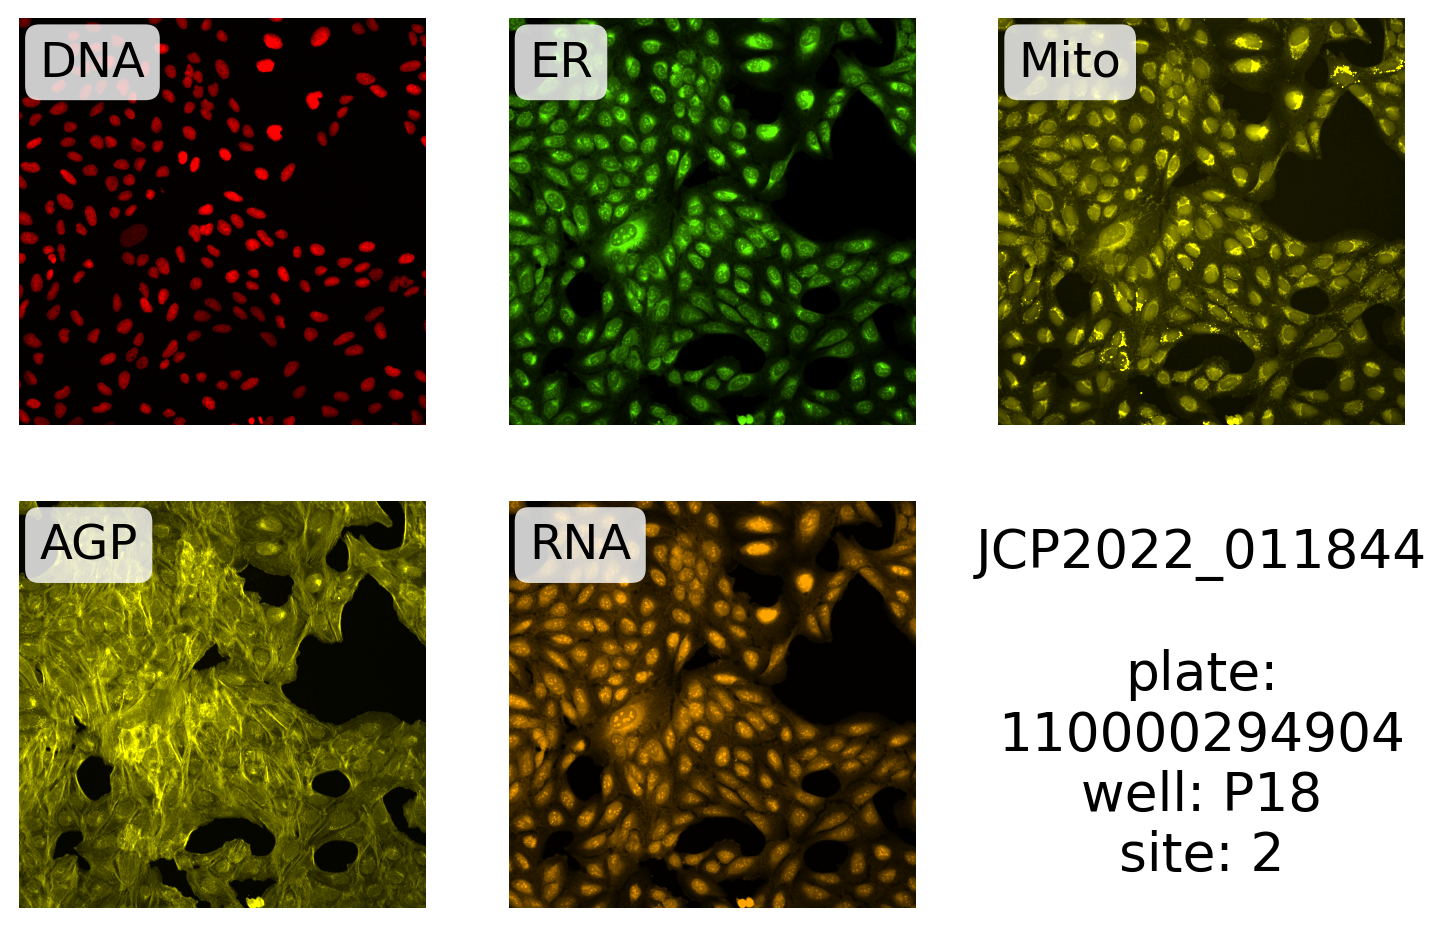 DNA
ER
Mito
AGP
RNA
JCP2022_011844
plate:
110000294904
well: P18
site: 2